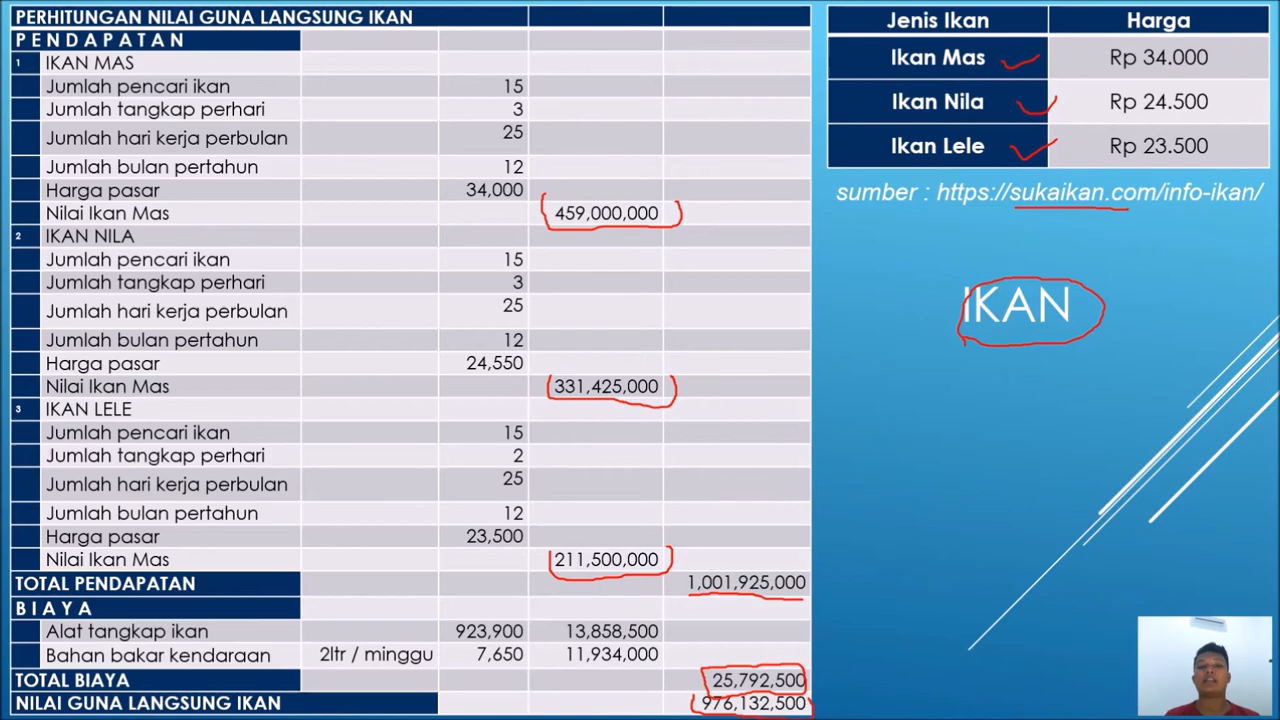 PERHITUNGAN NILAI GUNA LANGSUNG IKAN
P E N D A P A T A N
1 IKAN MAS
Jumlah pencari ikan 15
Jumlah tangkap perhari 3
Jumlah hari kerja perbulan 25
Jumlah bulan pertahun 12
Harga pasar 34,000
Nilai Ikan Mas 459,000,000
2 IKAN NILA
Jumlah pencari ikan 15
Jumlah tangkap perhari 3
Jumlah hari kerja perbulan 25
Jumlah bulan pertahun 12
Harga pasar 24,550
Nilai Ikan Mas 331,425,000
3 IKAN LELE
Jumlah pencari ikan 15
Jumlah tangkap perhari 2
Jumlah hari kerja perbulan 25
Jumlah bulan pertahun 12
Harga pasar 23,500
Nilai Ikan Mas 211,500,000
TOTAL PENDAPATAN 1,001,925,000
B I A Y A
Alat tangkap ikan 923,900 13,858,500
Bahan bakar kendaraan 2ltr / minggu 7,650 11,934,000
TOTAL BIAYA 25,792,500
NILAI GUNA LANGSUNG IKAN 976,132,500
Jenis Ikan Harga
Ikan Mas Rp 34.000
Ikan Nila Rp 24.500
Ikan Lele Rp 23.500
sumber : https://sukaikan.com/info-ikan/
IKAN